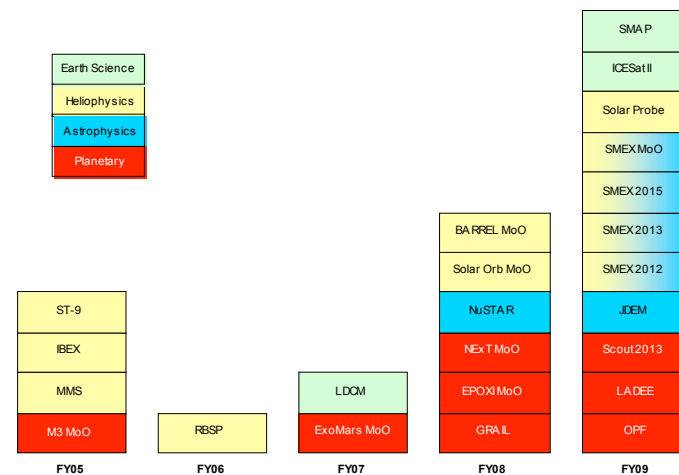 SMAP
ICESat II
Solar Probe
SMEX MoO
SMEX2015
SMEX2013
SMEX2012
JDEM
Scout2013
LADEE
OPF
Earth Science
Heliophysics
Astrophysics
Planetary
BARREL MoO
Solar Orb MoO
NuSTAR
NExT MoO
EPOXI MoO
GRAIL
ST-9
IBEX
MMS
M3 MoO
RBSP
LDCM
ExoMars MoO
FY05 FY06 FY07 FY08 FY09